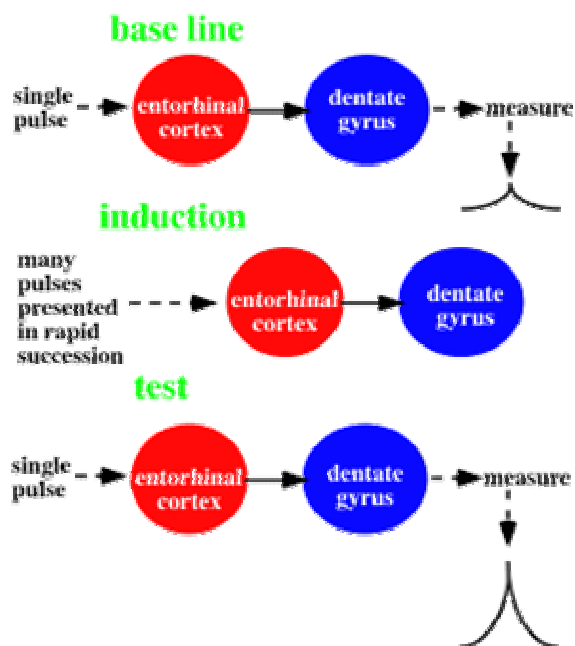 base line
single
pulse
entorhinal
cortex
dentate
gyrus
measure
induction
many
pulses
presented
in rapid
succession
entorhinal
cortex
dentate
gyrus
test
single
pulse
entorhinal
cortex
dentate
gyrus
measure